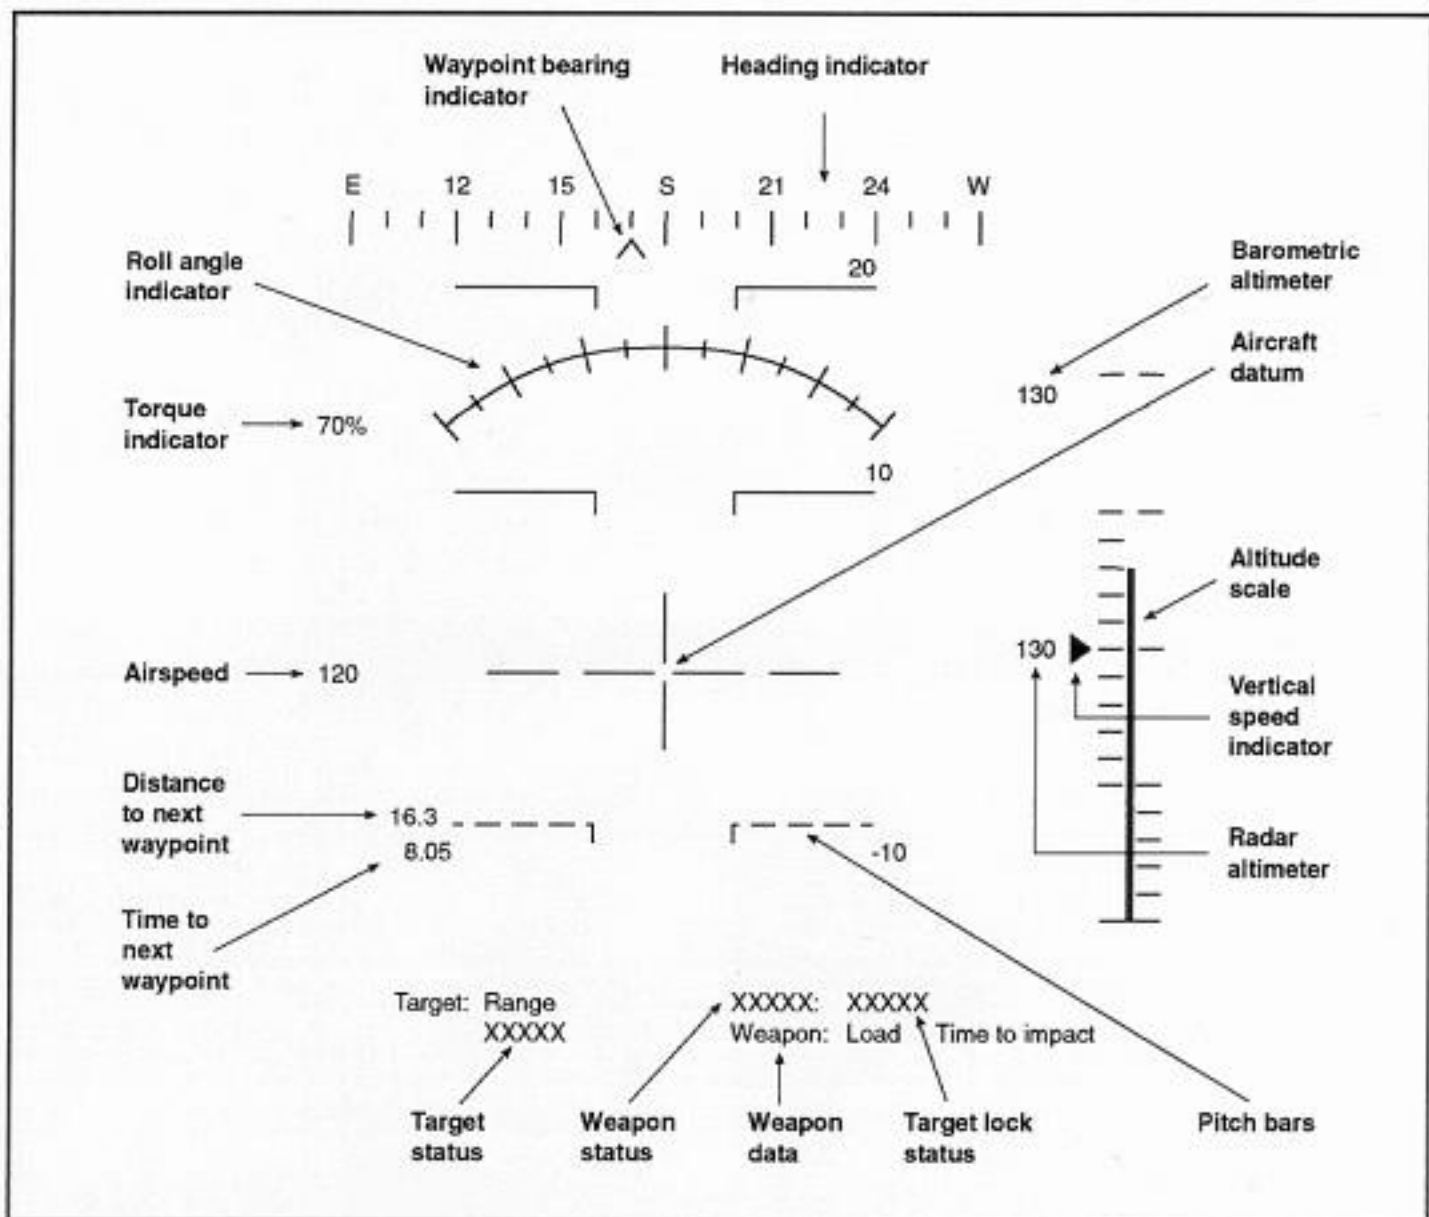 Waypoint bearing
indicator
Heading indicator
E 12 15 S 21 24 W
Roll angle
indicator
20
Barometric
altimeter
Aircraft
datum
130
Torque
indicator
70%
10
Altitude
scale
130
Airspeed
120
Vertical
speed
indicator
Distance
to next
waypoint
16.3
8.05
-10
Radar
altimeter
Time to
next
waypoint
Target: Range
XXXXX
XXXXX: XXXXX
Weapon: Load Time to impact
Target
status
Weapon
status
Weapon
data
Target lock
status
Pitch bars